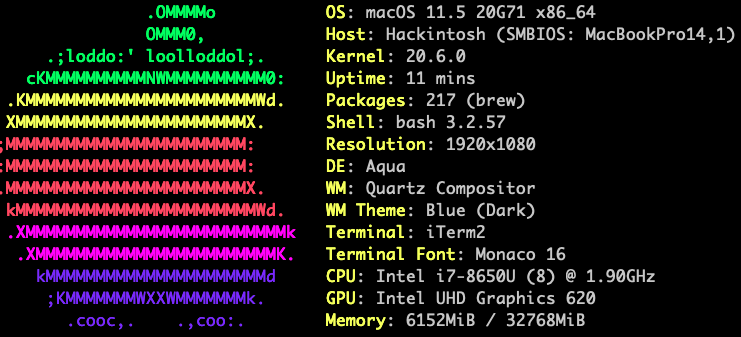 .OMMMMo OS: macOS 11.5 20G71 x86_64
OMMM0, Host: Hackintosh (SMBIOS: MacBookPro14,1)
.;loddo:' loolloddol;. Kernel: 20.6.0
cKMMMMMMMMMMNWMMMMMMMMMM0: Uptime: 11 mins
.KMMMMMMMMMMMMMMMMMMMMMMMWd. Packages: 217 (brew)
XMMMMMMMMMMMMMMMMMMMMMMMX. Shell: bash 3.2.57
;MMMMMMMMMMMMMMMMMMMMMMMM: Resolution: 1920x1080
:MMMMMMMMMMMMMMMMMMMMMMMM: DE: Aqua
.MMMMMMMMMMMMMMMMMMMMMMMMX. WM: Quartz Compositor
kMMMMMMMMMMMMMMMMMMMMMMMMWd. WM Theme: Blue (Dark)
.XMMMMMMMMMMMMMMMMMMMMMMMMMMk Terminal: iTerm2
.XMMMMMMMMMMMMMMMMMMMMMMMMK. Terminal Font: Monaco 16
kMMMMMMMMMMMMMMMMMMMMMMd CPU: Intel i7-8650U (8) @ 1.90GHz
;KMMMMMMMWXXWMMMMMMMk. GPU: Intel UHD Graphics 620
.cooc,. .,coo:. Memory: 6152MiB / 32768MiB